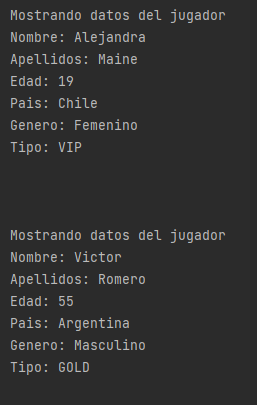 Mostrando datos del jugador
Nombre: Alejandra
Apellidos: Maine
Edad: 19
Pais: Chile
Genero: Femenino
Tipo: VIP
Mostrando datos del jugador
Nombre: Victor
Apellidos: Romero
Edad: 55
Pais: Argentina
Genero: Masculino
Tipo: GOLD